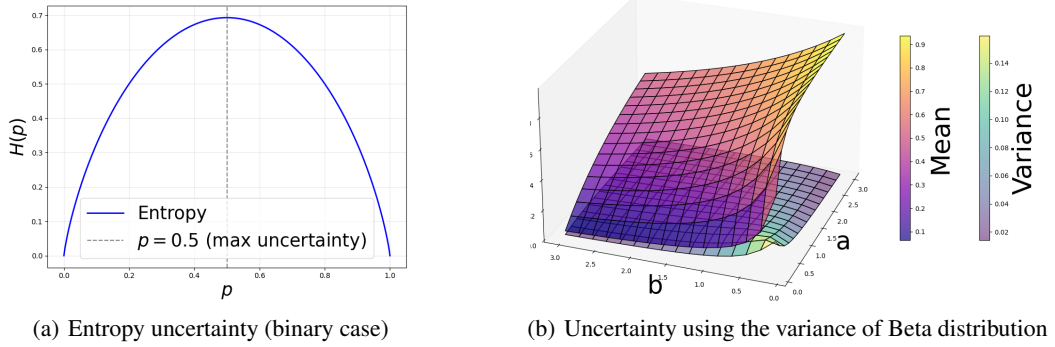 0.7
0.6
0.5
0.4
0.3
0.2
0.1
0.0
H(p)
Entropy
p = 0.5 (max uncertainty)
0.0 0.2 0.4 0.6 0.8 1.0
p
(a) Entropy uncertainty (binary case)
3.0 2.5 2.0 1.5 1.0 0.5 0.0
b
0.0 0.5 1.0 1.5 2.0 2.5 3.0
a
0.9
0.8
0.7
0.6
0.5
0.4
0.3
0.2
0.1
Mean
0.14
0.12
0.10
0.08
0.06
0.04
0.02
Variance
(b) Uncertainty using the variance of Beta distribution